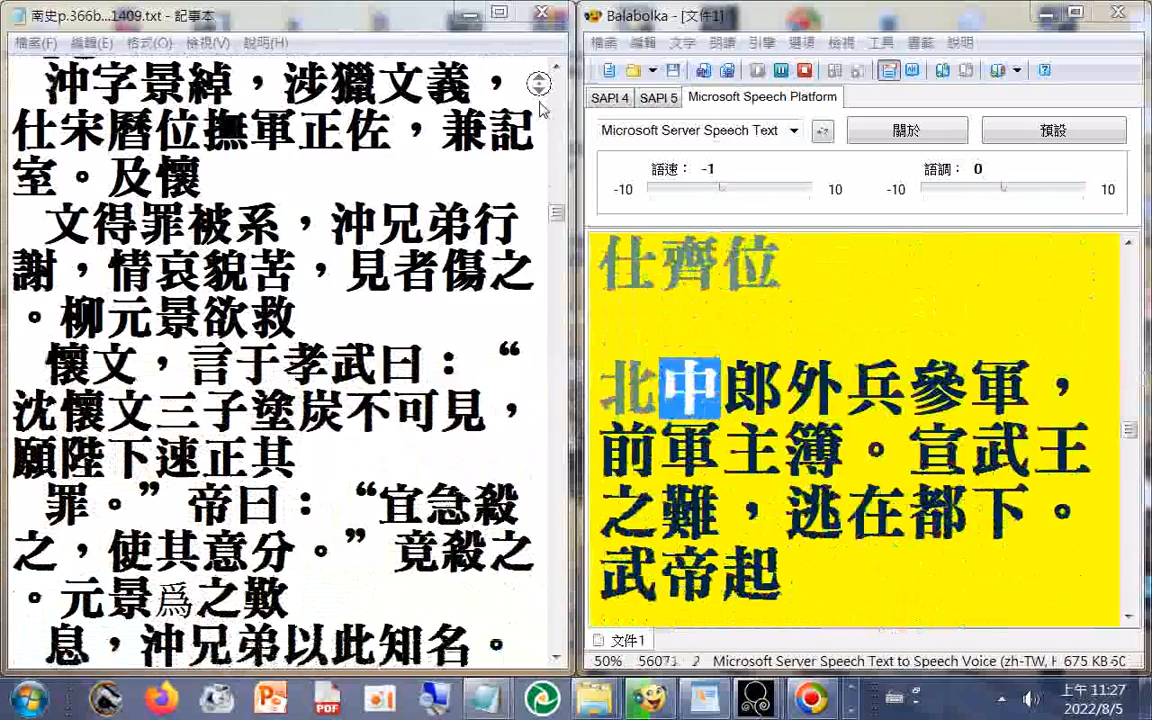 南史p.366b...1409.txt - 記事本
檔案(F) 編輯(E) 格式(O) 檢視(V) 說明(H)
沖字景綽，涉獵文義，
仕宋曆位撫軍正佐，兼記
室。及懷
文得罪被系，沖兄弟行
謝，情哀貌苦，見者傷之
。柳元景欲救
懷文，言于孝武曰：“
沈懷文三子塗炭不可見，
願陛下速正其
罪。”帝曰：“宜急殺
之，使其意分。”竟殺之
。元景爲之歎
息，沖兄弟以此知名。
Balabolka - [文件1]
檔案 編輯 文字 朗讀 引擎 選項 檢視 工具 書籤 說明
SAPI 4 SAPI 5 Microsoft Speech Platform
Microsoft Server Speech Text 關於 預設
語速： -1 語調： 0
-10 10 -10 10
仕齊位
北中郎外兵參軍，
前軍主簿。宣武王
之難，逃在都下。
武帝起
文件1
50% Microsoft Server Speech Text to Speech Voice (zh-TW, 675 KB
PDF
上午 11:27
2022/8/5